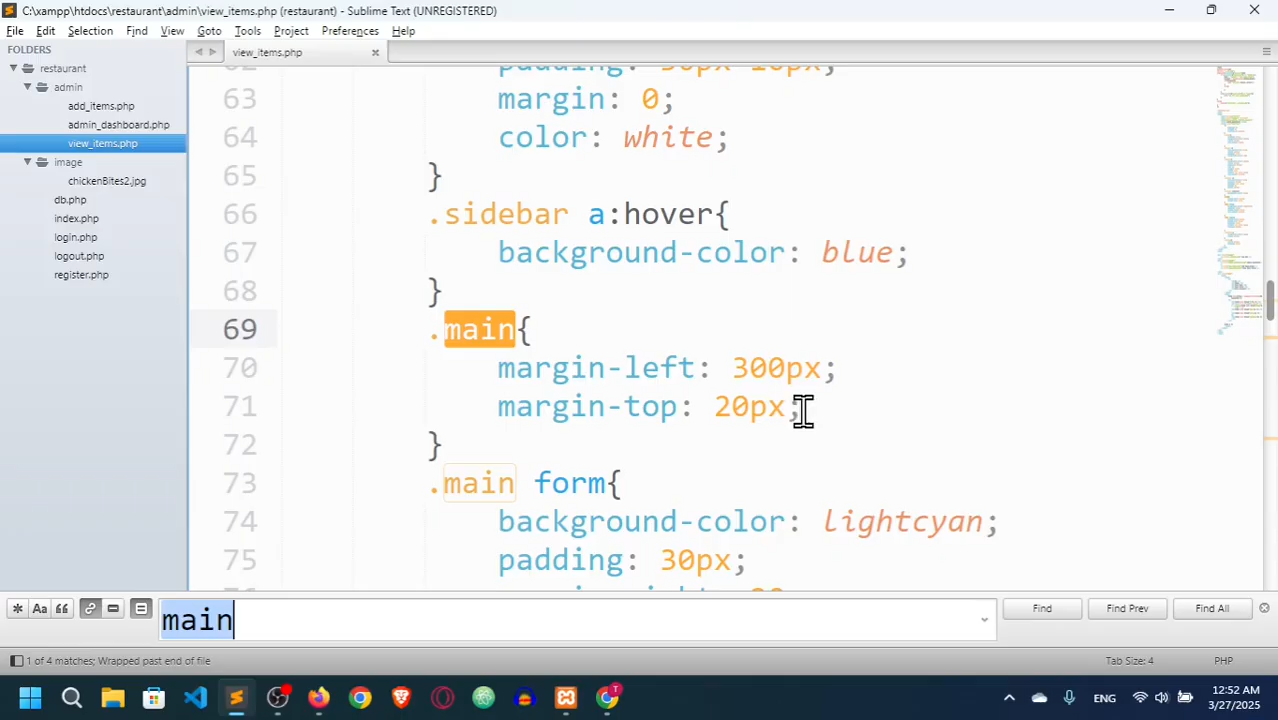 C:\xampp\htdocs\restaurant\admin\view_items.php (restaurant) - Sublime Text (UNREGISTERED)
File Edit Selection Find View Goto Tools Project Preferences Help
FOLDERS
restaurant
admin
add_items.php
admin_dashboard.php
view_items.php
image
chickenBites2.jpg
db.php
index.php
login.php
logout.php
register.php
view_items.php
63 margin: 0;
64 color: white;
65 }
66 .sidebar a:hover{
67 background-color: blue;
68 }
69 .main{
70 margin-left: 300px;
71 margin-top: 20px;
72 }
73 .main form{
74 background-color: lightcyan;
75 padding: 30px;
main
Find
Find Prev
Find All
1 of 4 matches; Wrapped past end of file
Tab Size: 4
PHP
ENG
12:52 AM
3/27/2025